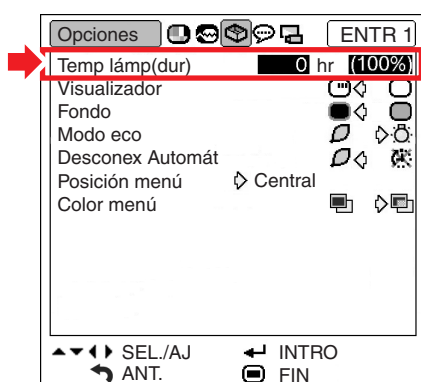 Opciones ENTR 1
Temp lámp(dur) 0 hr (100%)
Visualizador
Fondo
Modo eco
Desconex Automát
Posición menú Central
Color menú
SEL./AJ INTRO
ANT. FIN